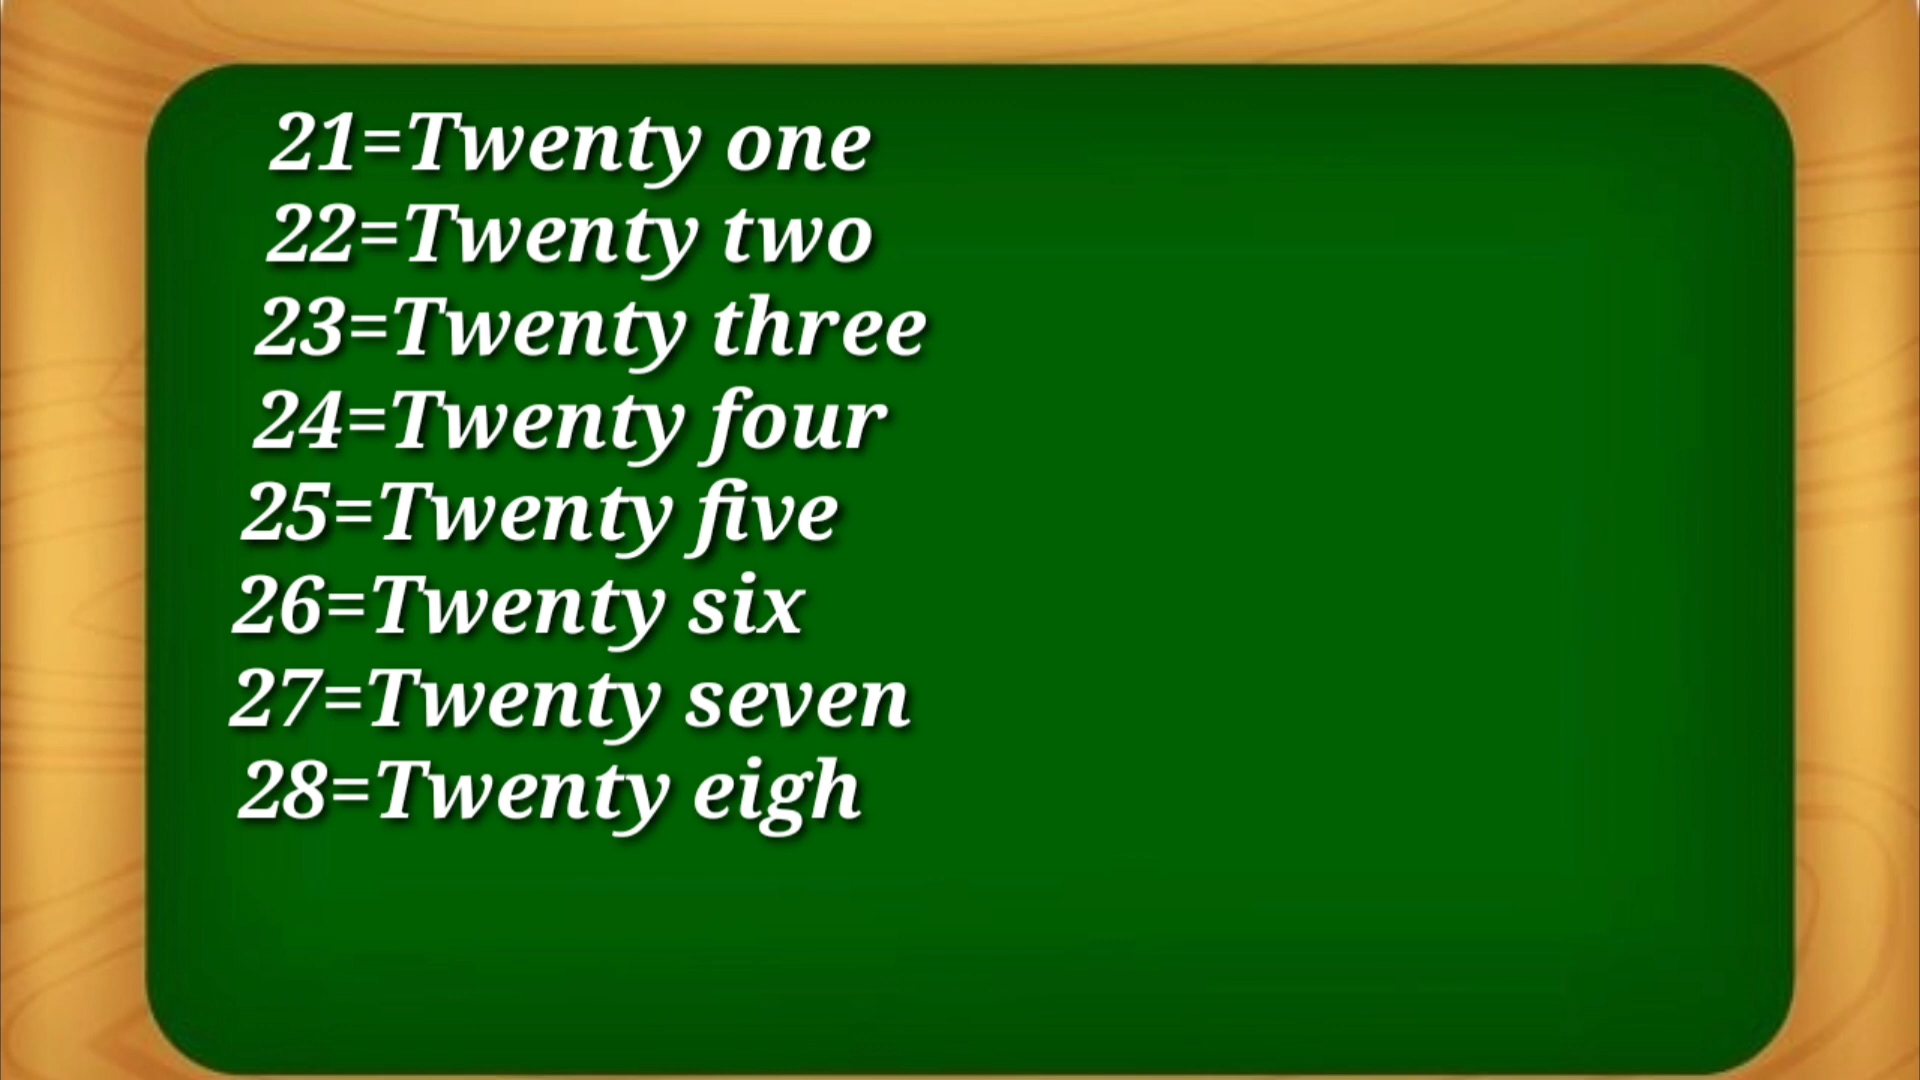 21=Twenty one
22=Twenty two
23=Twenty three
24=Twenty four
25=Twenty five
26=Twenty six
27=Twenty seven
28=Twenty eigh